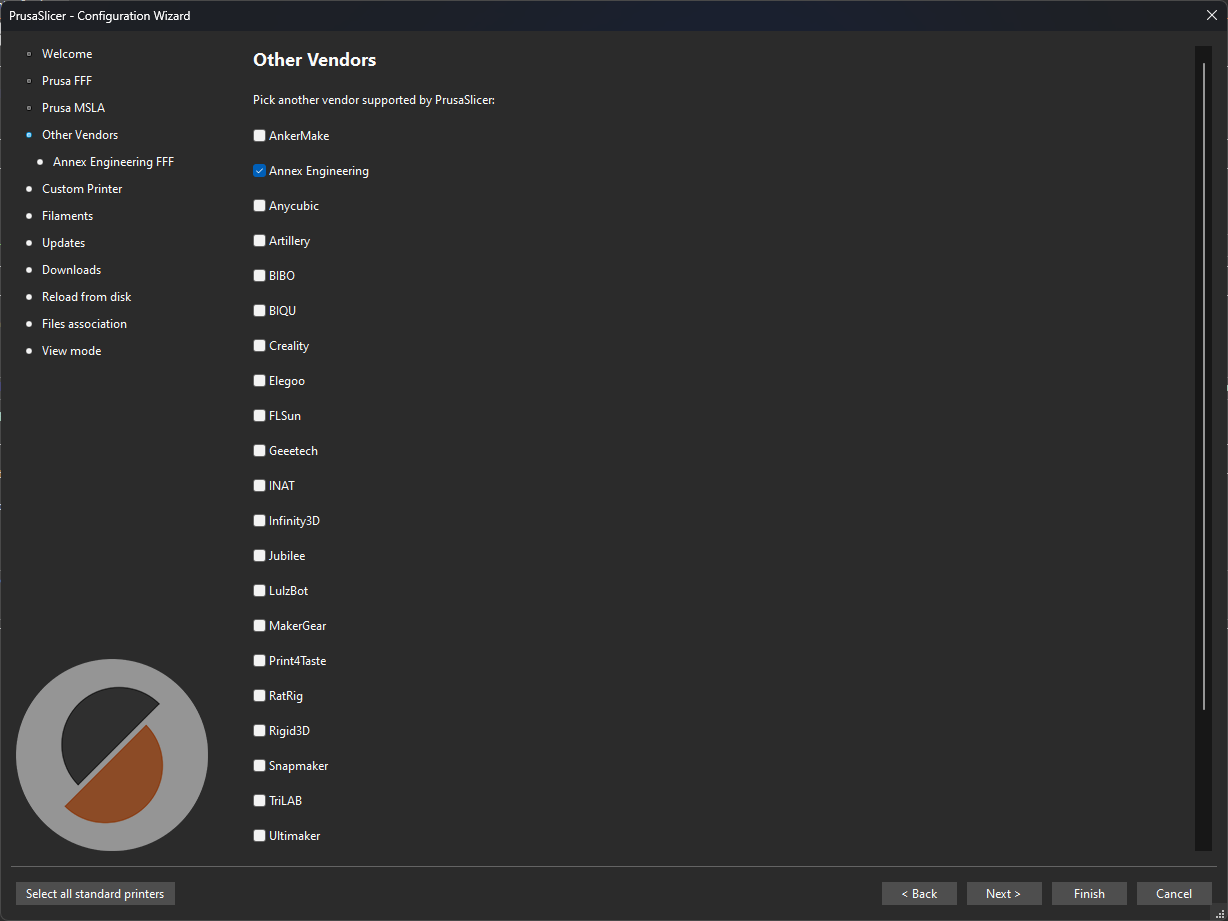 PrusaSlicer - Configuration Wizard
Welcome
Prusa FFF
Prusa MSLA
Other Vendors
Annex Engineering FFF
Custom Printer
Filaments
Updates
Downloads
Reload from disk
Files association
View mode
Other Vendors
Pick another vendor supported by PrusaSlicer:
AnkerMake
Annex Engineering
Anycubic
Artillery
BIBO
BIQU
Creality
Elegoo
FLSun
Geeetech
INAT
Infinity3D
Jubilee
LulzBot
MakerGear
Print4Taste
RatRig
Rigid3D
Snapmaker
TriLAB
Ultimaker
Select all standard printers
< Back
Next >
Finish
Cancel